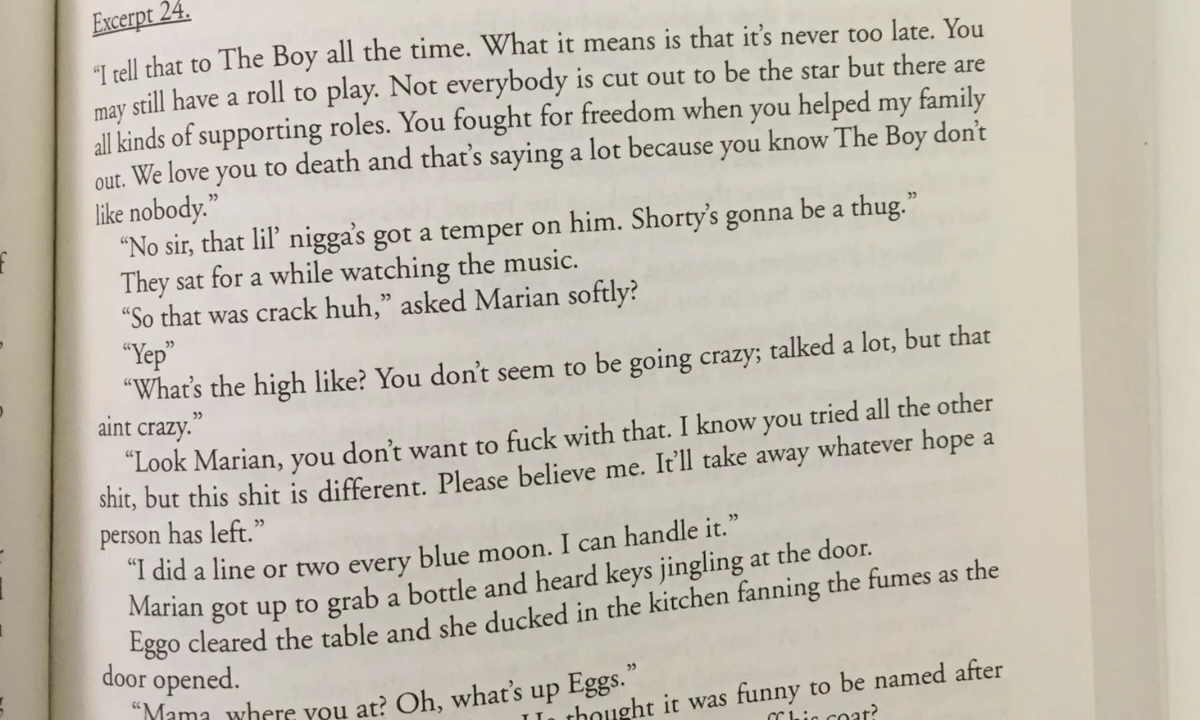 Excerpt 24.
“I tell that to The Boy all the time. What it means is that it’s never too late. You
may still have a roll to play. Not everybody is cut out to be the star but there are
all kinds of supporting roles. You fought for freedom when you helped my family
out. We love you to death and that’s saying a lot because you know The Boy don’t
like nobody.”
“No sir, that lil’ nigga’s got a temper on him. Shorty’s gonna be a thug.”
They sat for a while watching the music.
“So that was crack huh,” asked Marian softly?
“Yep”
“What’s the high like? You don’t seem to be going crazy; talked a lot, but that
aint crazy.”
“Look Marian, you don’t want to fuck with that. I know you tried all the other
shit, but this shit is different. Please believe me. It’ll take away whatever hope a
person has left.”
“I did a line or two every blue moon. I can handle it.”
Marian got up to grab a bottle and heard keys jingling at the door.
Eggo cleared the table and she ducked in the kitchen fanning the fumes as the
door opened.
“Mama, where you at? Oh, what’s up Eggs.”
thought it was funny to be named after
coat?